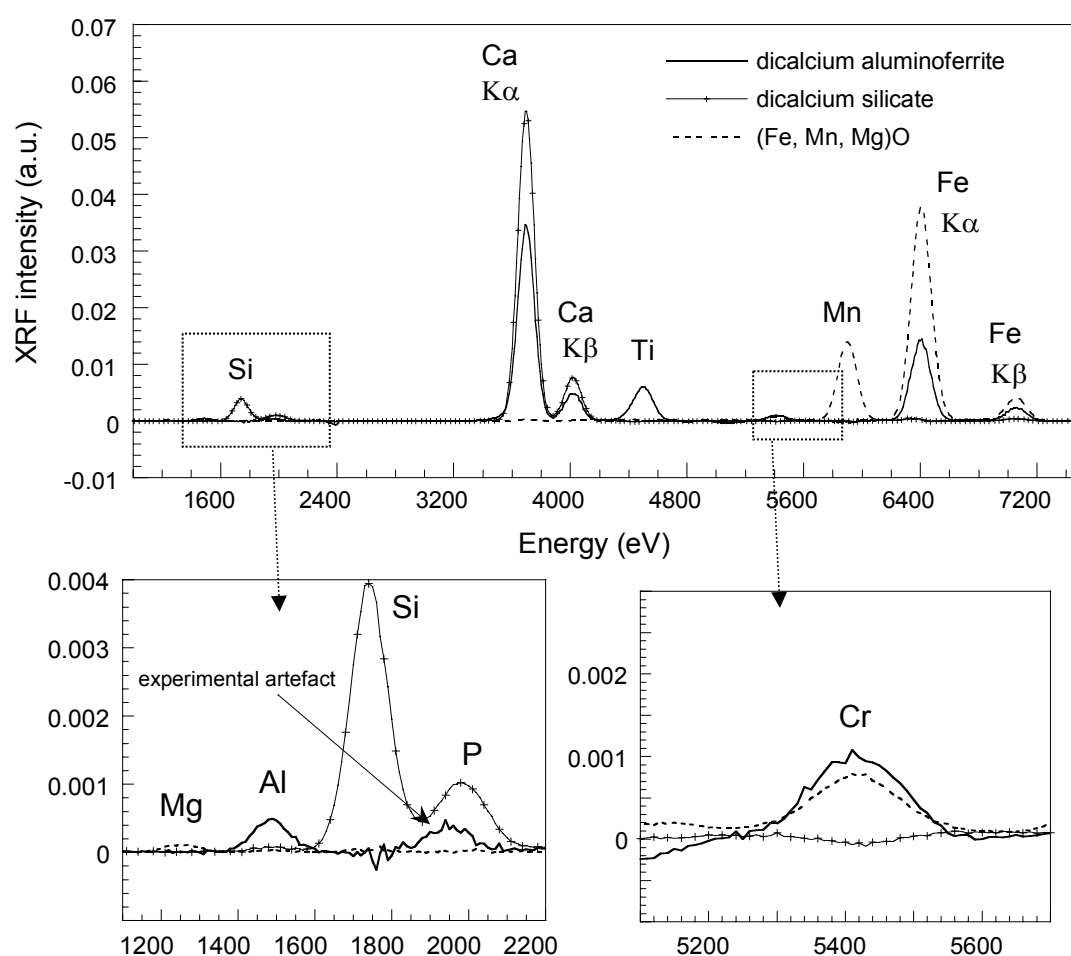 0.07
0.06
0.05
0.04
0.03
0.02
0.01
0
-0.01
XRF intensity (a.u.)
Ca
Kα
dicalcium aluminoferrite
dicalcium silicate
(Fe, Mn, Mg)O
Fe
Kα
Si
Ca
Kβ
Ti
Mn
Fe
Kβ
1600 2400 3200 4000 4800 5600 6400 7200
Energy (eV)
0.004
0.003
0.002
0.001
0
Si
experimental artefact
Mg
Al
P
1200 1400 1600 1800 2000 2200
0.002
0.001
0
Cr
5200 5400 5600